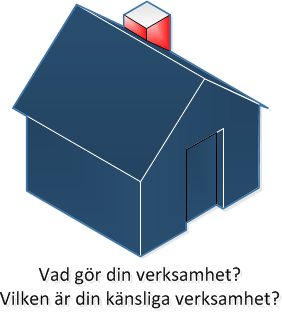 Vad gör din verksamhet?
Vilken är din känsliga verksamhet?